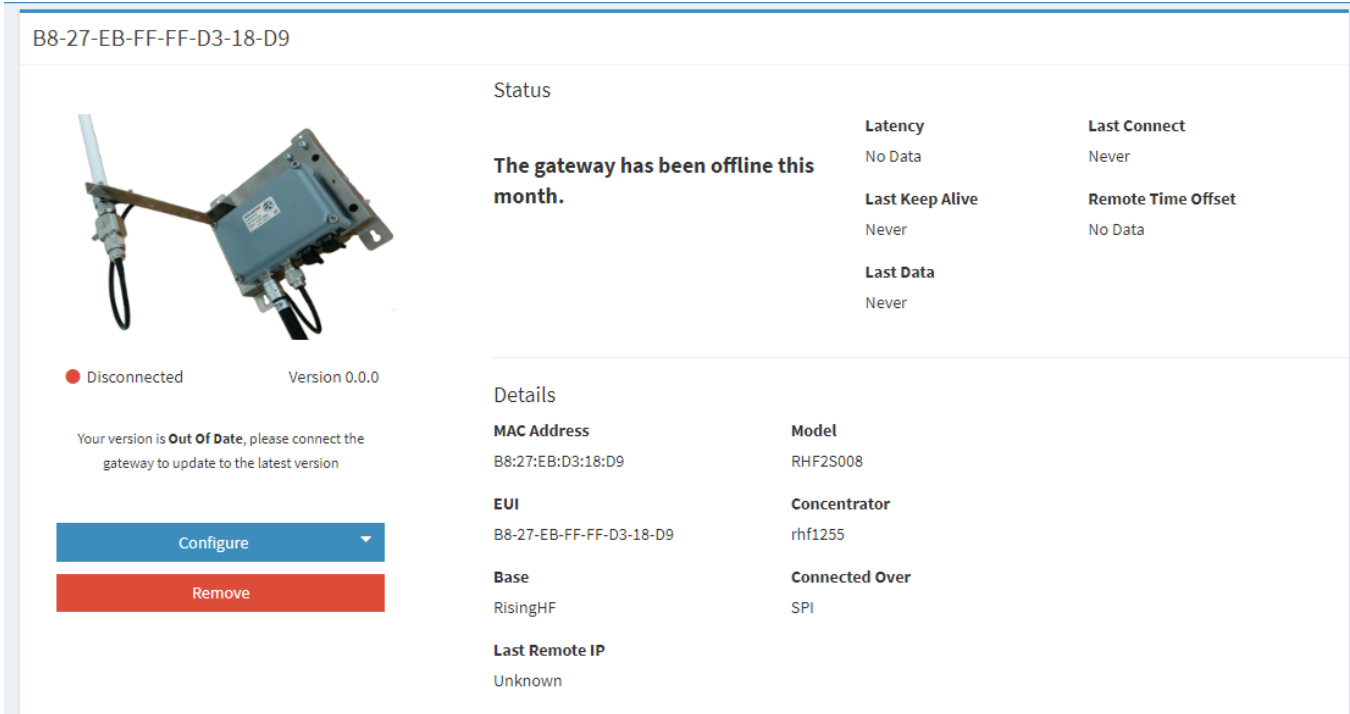 B8-27-EB-FF-FF-D3-18-D9
Status
The gateway has been offline this
month.
Latency
No Data
Last Connect
Never
Last Keep Alive
Never
Remote Time Offset
No Data
Last Data
Never
Disconnected
Version 0.0.0
Your version is Out Of Date, please connect the
gateway to update to the latest version
Configure
Remove
Details
MAC Address
B8:27:EB:D3:18:D9
Model
RHF2S008
EUI
B8-27-EB-FF-FF-D3-18-D9
Concentrator
rhf1255
Base
RisingHF
Connected Over
SPI
Last Remote IP
Unknown